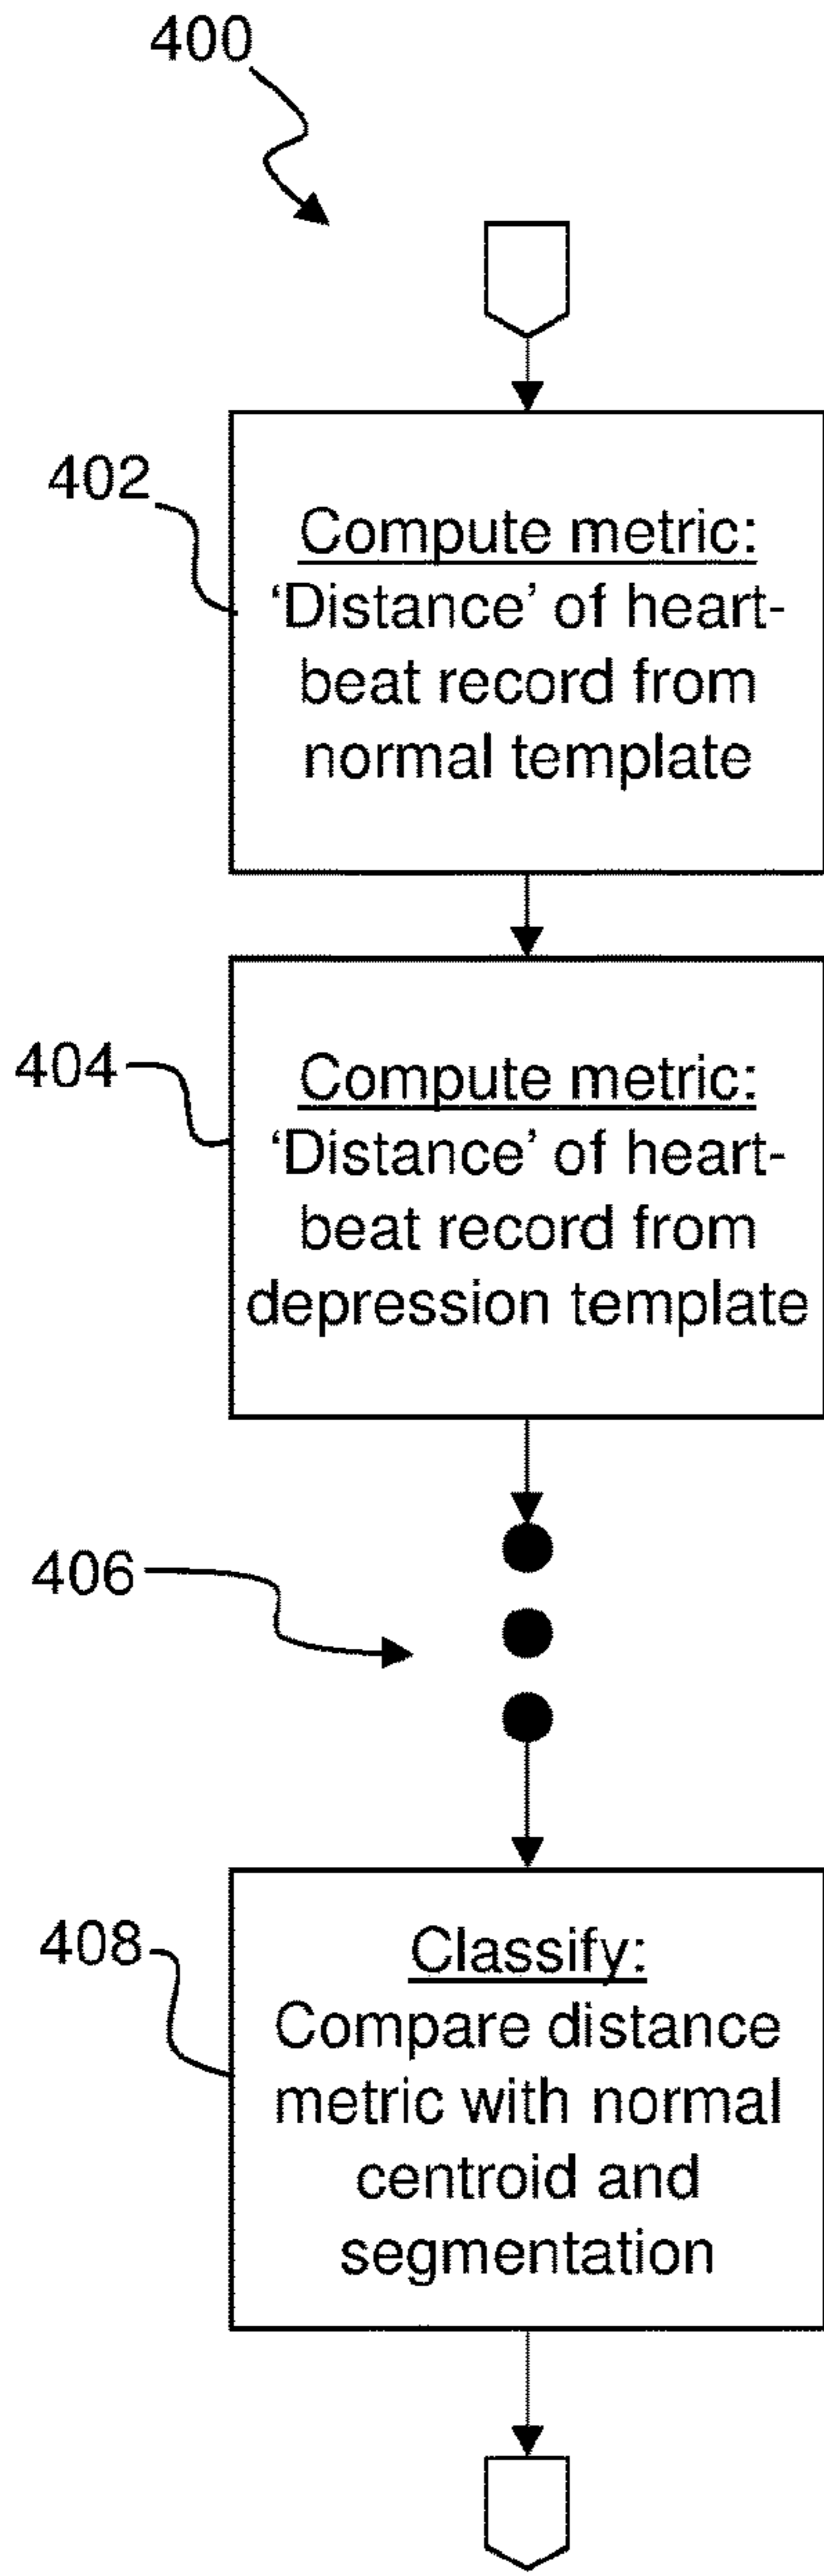 400
402
Compute metric:
‘Distance’ of heart-
beat record from
normal template
404
Compute metric:
‘Distance’ of heart-
beat record from
depression template
406
408
Classify:
Compare distance
metric with normal
centroid and
segmentation